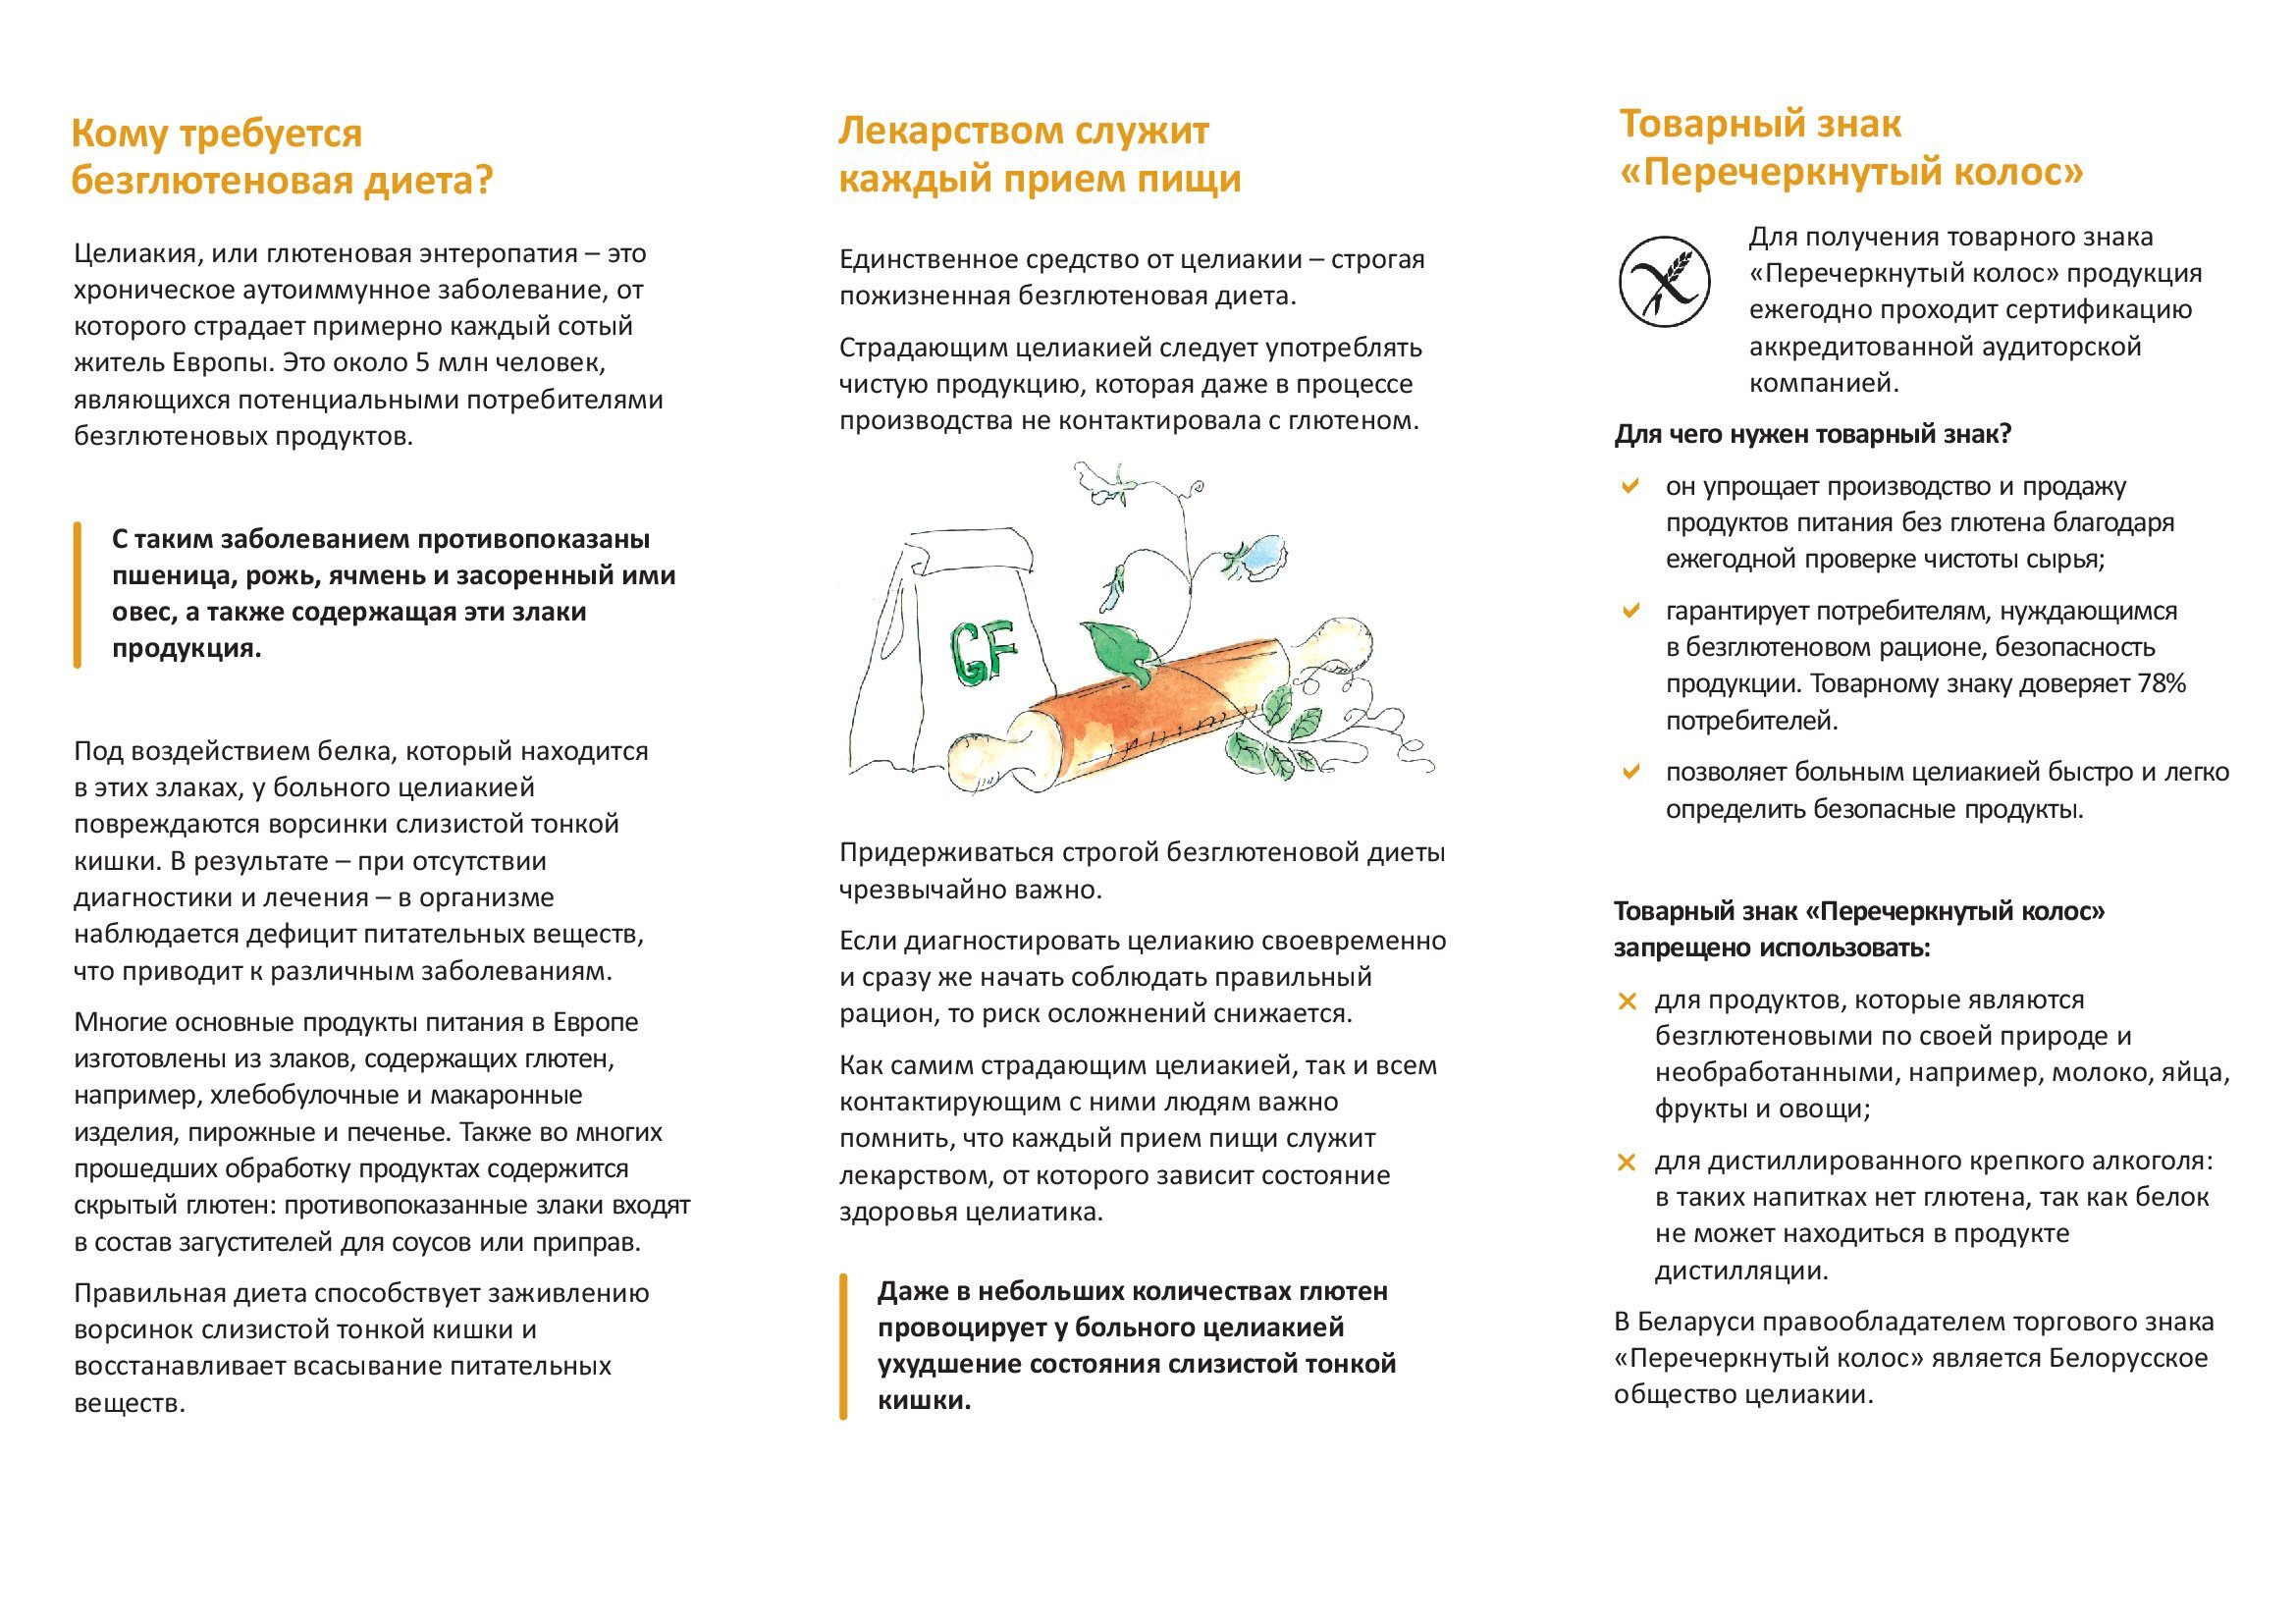 Кому требуется
безглютеновая диета?
Целиакия, или глютеновая энтеропатия – это
хроническое аутоиммунное заболевание, от
которого страдает примерно каждый сотый
житель Европы. Это около 5 млн человек,
являющихся потенциальными потребителями
безглютеновых продуктов.
С таким заболеванием противопоказаны
пшеница, рожь, ячмень и засоренный ими
овес, а также содержащая эти злаки
продукция.
Под воздействием белка, который находится
в этих злаках, у больного целиакией
повреждаются ворсинки слизистой тонкой
кишки. В результате – при отсутствии
диагностики и лечения – в организме
наблюдается дефицит питательных веществ,
что приводит к различным заболеваниям.
Многие основные продукты питания в Европе
изготовлены из злаков, содержащих глютен,
например, хлебобулочные и макаронные
изделия, пирожные и печенье. Также во многих
прошедших обработку продуктах содержится
скрытый глютен: противопоказанные злаки входят
в состав загустителей для соусов или приправ.
Правильная диета способствует заживлению
ворсинок слизистой тонкой кишки и
восстанавливает всасывание питательных
веществ.
Лекарством служит
каждый прием пищи
Единственное средство от целиакии – строгая
пожизненная безглютеновая диета.
Страдающим целиакией следует употреблять
чистую продукцию, которая даже в процессе
производства не контактировала с глютеном.
GF
Придерживаться строгой безглютеновой диеты
чрезвычайно важно.
Если диагностировать целиакию своевременно
и сразу же начать соблюдать правильный
рацион, то риск осложнений снижается.
Как самим страдающим целиакией, так и всем
контактирующим с ними людям важно
помнить, что каждый прием пищи служит
лекарством, от которого зависит состояние
здоровья целиатика.
Даже в небольших количествах глютен
провоцирует у больного целиакией
ухудшение состояния слизистой тонкой
кишки.
Товарный знак
«Перечеркнутый колос»
Для получения товарного знака
«Перечеркнутый колос» продукция
ежегодно проходит сертификацию
аккредитованной аудиторской
компанией.
Для чего нужен товарный знак?
он упрощает производство и продажу
продуктов питания без глютена благодаря
ежегодной проверке чистоты сырья;
гарантирует потребителям, нуждающимся
в безглютеновом рационе, безопасность
продукции. Товарному знаку доверяет 78%
потребителей.
позволяет больным целиакией быстро и легко
определить безопасные продукты.
Товарный знак «Перечеркнутый колос»
запрещено использовать:
для продуктов, которые являются
безглютеновыми по своей природе и
необработанными, например, молоко, яйца,
фрукты и овощи;
для дистиллированного крепкого алкоголя:
в таких напитках нет глютена, так как белок
не может находиться в продукте
дистилляции.
В Беларуси правообладателем торгового знака
«Перечеркнутый колос» является Белорусское
общество целиакии.